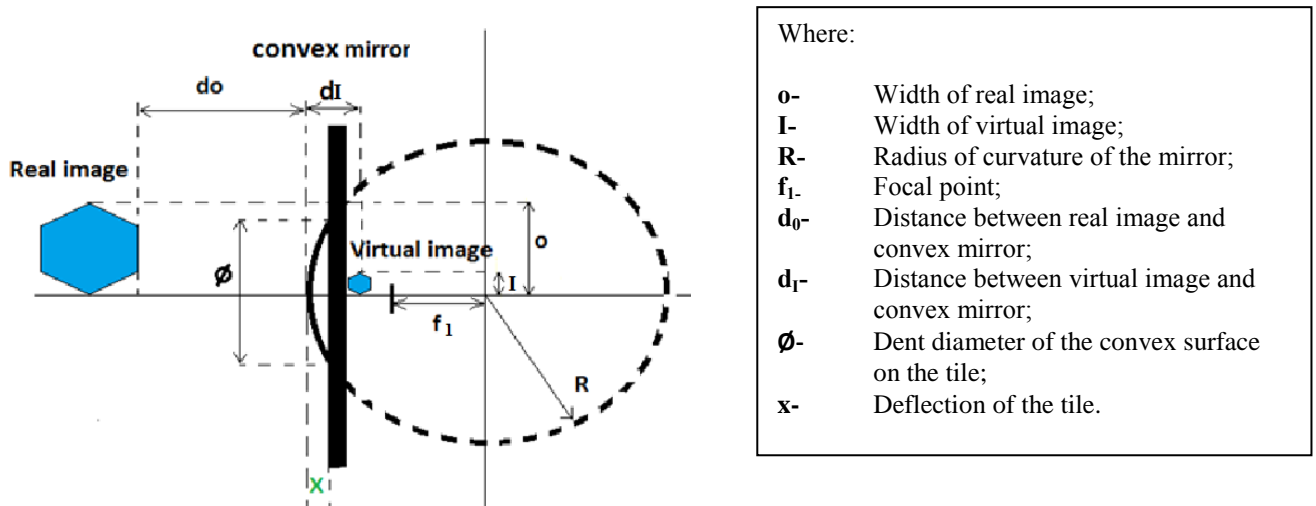 convex mirror
do
dI
Real image
Virtual image
ϕ
o
I
f1
R
X
Where:
o- Width of real image;
I- Width of virtual image;
R- Radius of curvature of the mirror;
f1- Focal point;
d0- Distance between real image and
convex mirror;
dI- Distance between virtual image and
convex mirror;
ϕ- Dent diameter of the convex surface
on the tile;
x- Deflection of the tile.